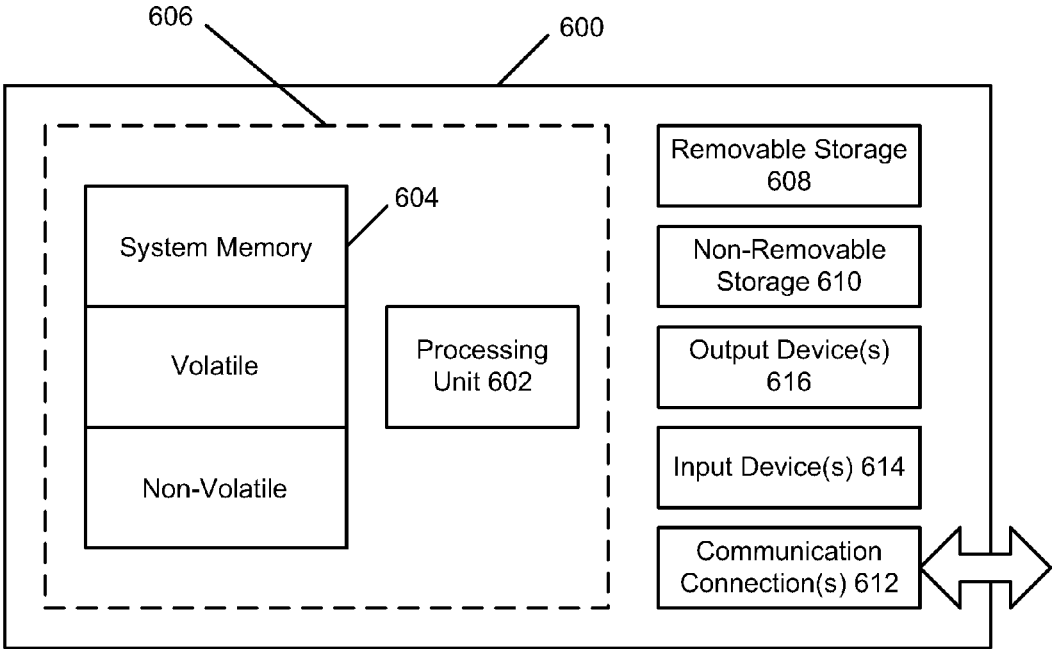 606
600
604
System Memory
Volatile
Non-Volatile
Processing
Unit 602
Removable Storage
608
Non-Removable
Storage 610
Output Device(s)
616
Input Device(s) 614
Communication
Connection(s) 612